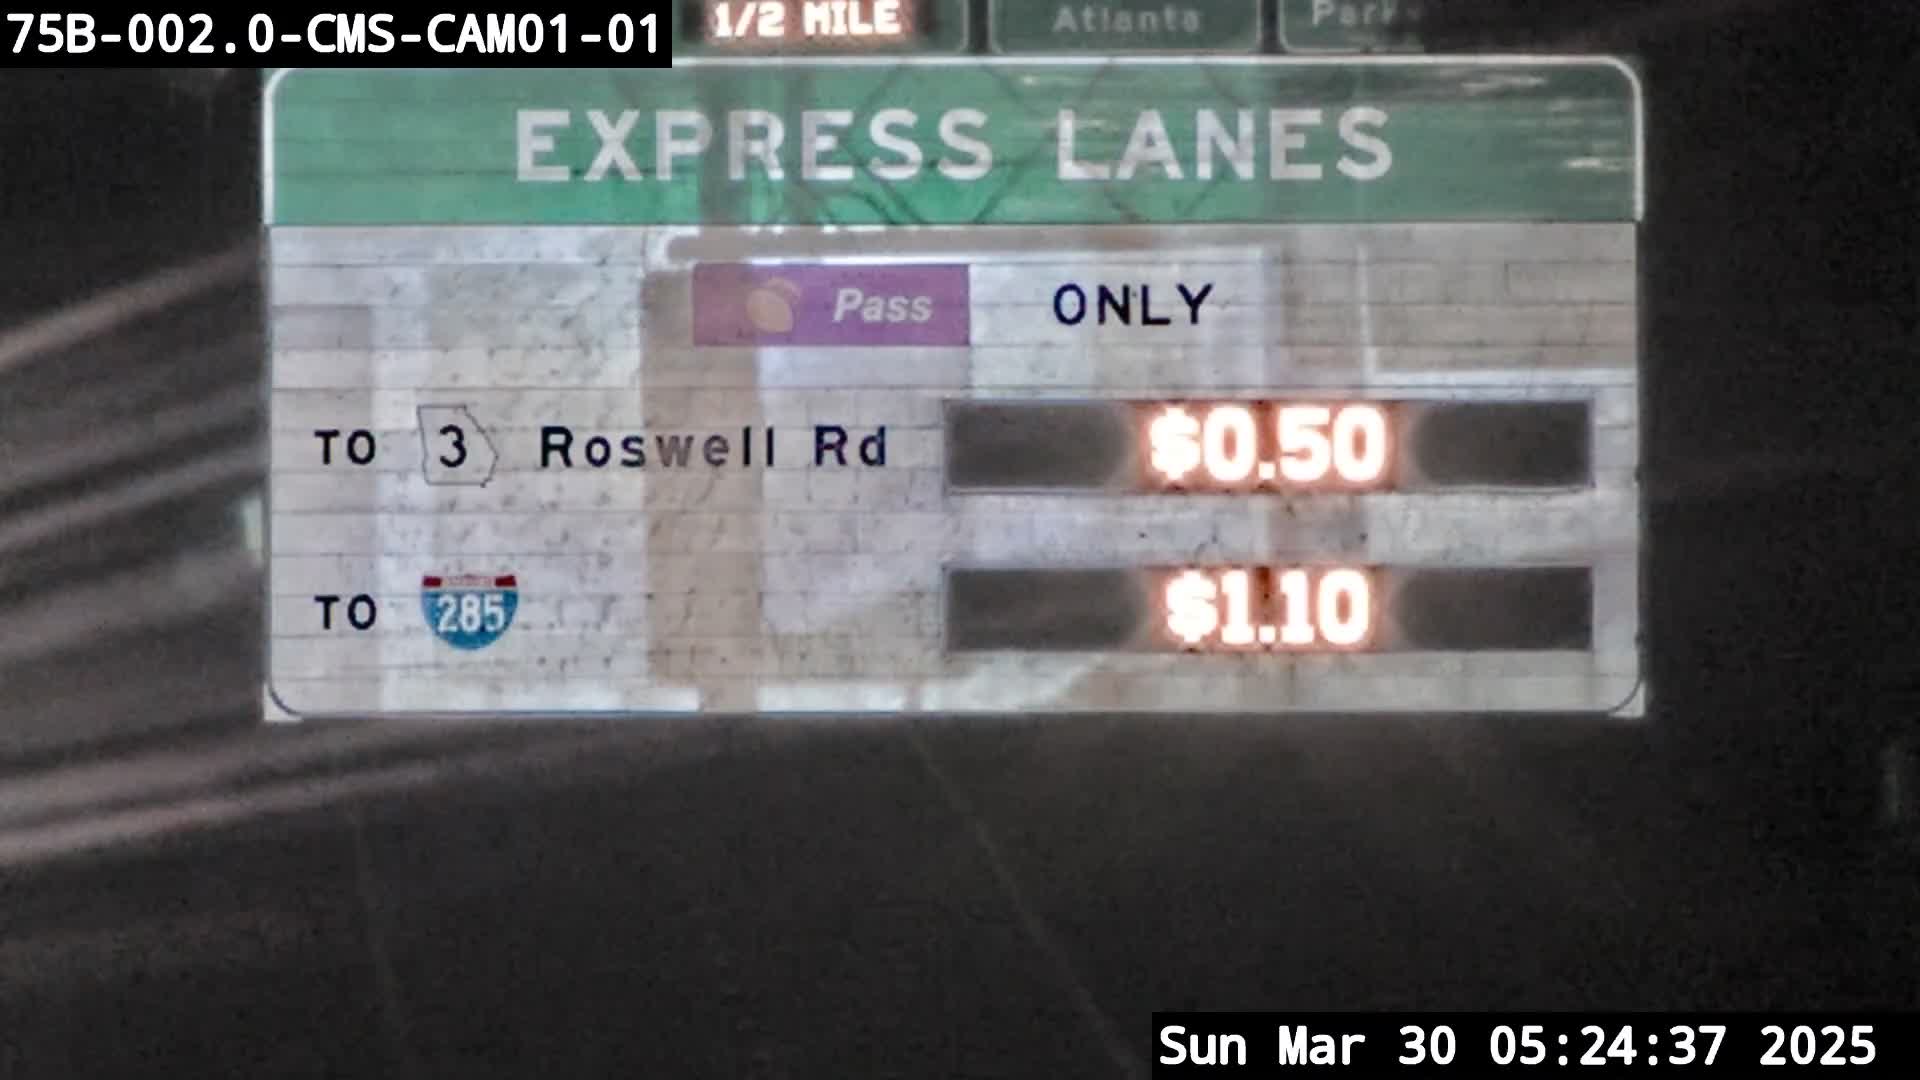 75B-002.0-CMS-CAM01-01
1/2 MILE
Atlanta
Park
EXPRESS LANES
Pass ONLY
TO 3 Roswell Rd $0.50
TO 285 $1.10
Sun Mar 30 05:24:37 2025